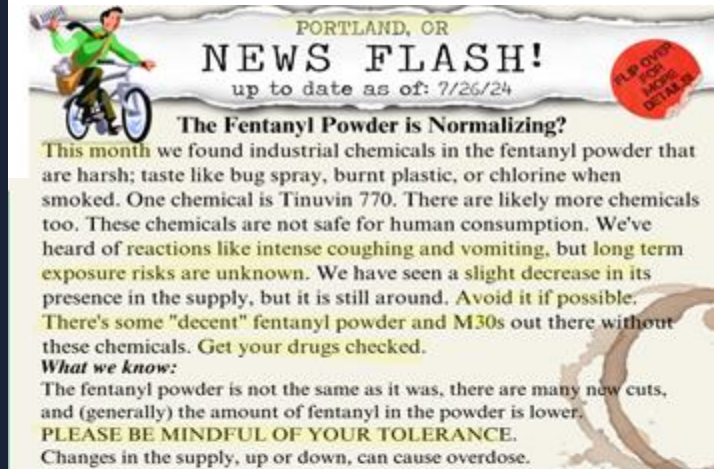 PORTLAND, OR
NEWS FLASH!
up to date as of: 7/26/24
FLIP OVER
FOR
MORE
DETAILS!
The Fentanyl Powder is Normalizing?
This month we found industrial chemicals in the fentanyl powder that
are harsh; taste like bug spray, burnt plastic, or chlorine when
smoked. One chemical is Tinuvin 770. There are likely more chemicals
too. These chemicals are not safe for human consumption. We've
heard of reactions like intense coughing and vomiting, but long term
exposure risks are unknown. We have seen a slight decrease in its
presence in the supply, but it is still around. Avoid it if possible.
There's some "decent" fentanyl powder and M30s out there without
these chemicals. Get your drugs checked.
What we know:
The fentanyl powder is not the same as it was, there are many new cuts,
and (generally) the amount of fentanyl in the powder is lower.
PLEASE BE MINDFUL OF YOUR TOLERANCE.
Changes in the supply, up or down, can cause overdose.